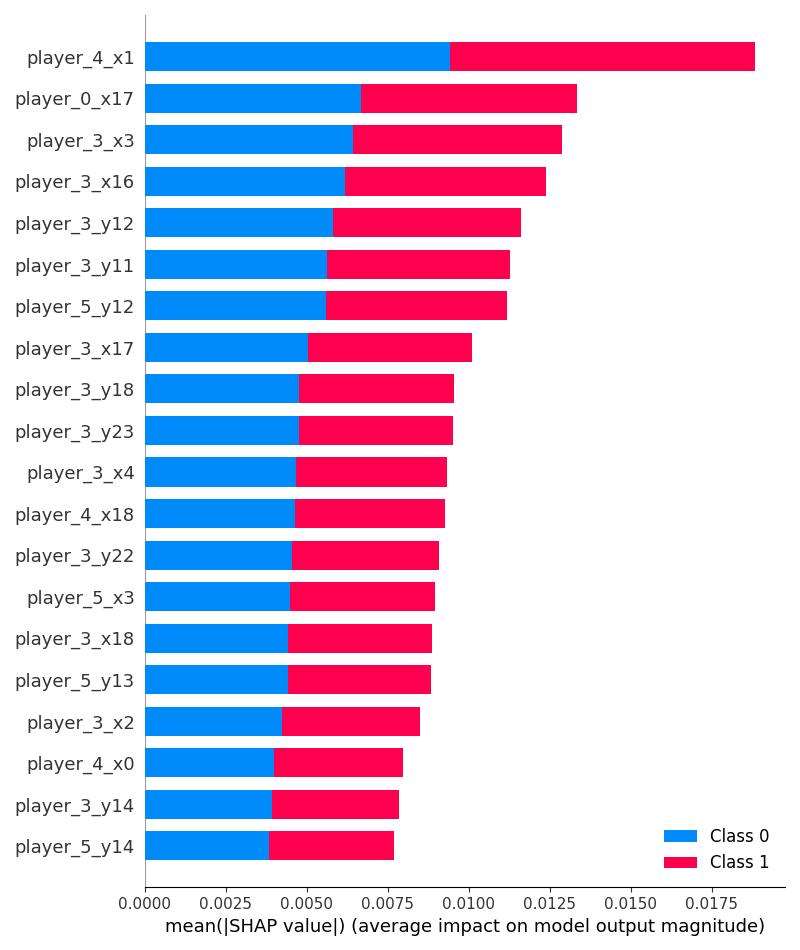 player_4_x1
player_0_x17
player_3_x3
player_3_x16
player_3_y12
player_3_y11
player_5_y12
player_3_x17
player_3_y18
player_3_y23
player_3_x4
player_4_x18
player_3_y22
player_5_x3
player_3_x18
player_5_y13
player_3_x2
player_4_x0
player_3_y14
player_5_y14
Class 0
Class 1
0.0000 0.0025 0.0050 0.0075 0.0100 0.0125 0.0150 0.0175
mean(|SHAP value|) (average impact on model output magnitude)